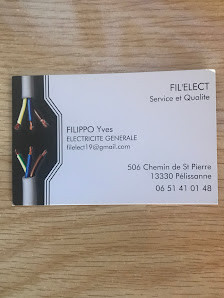 FIL'ELECT
Service et Qualite
FILIPPO Yves
ELECTRICITE GENERALE
filelect19@gmail.com
506 Chemin de St Pierre
13330 Pélissanne
06 51 41 01 48